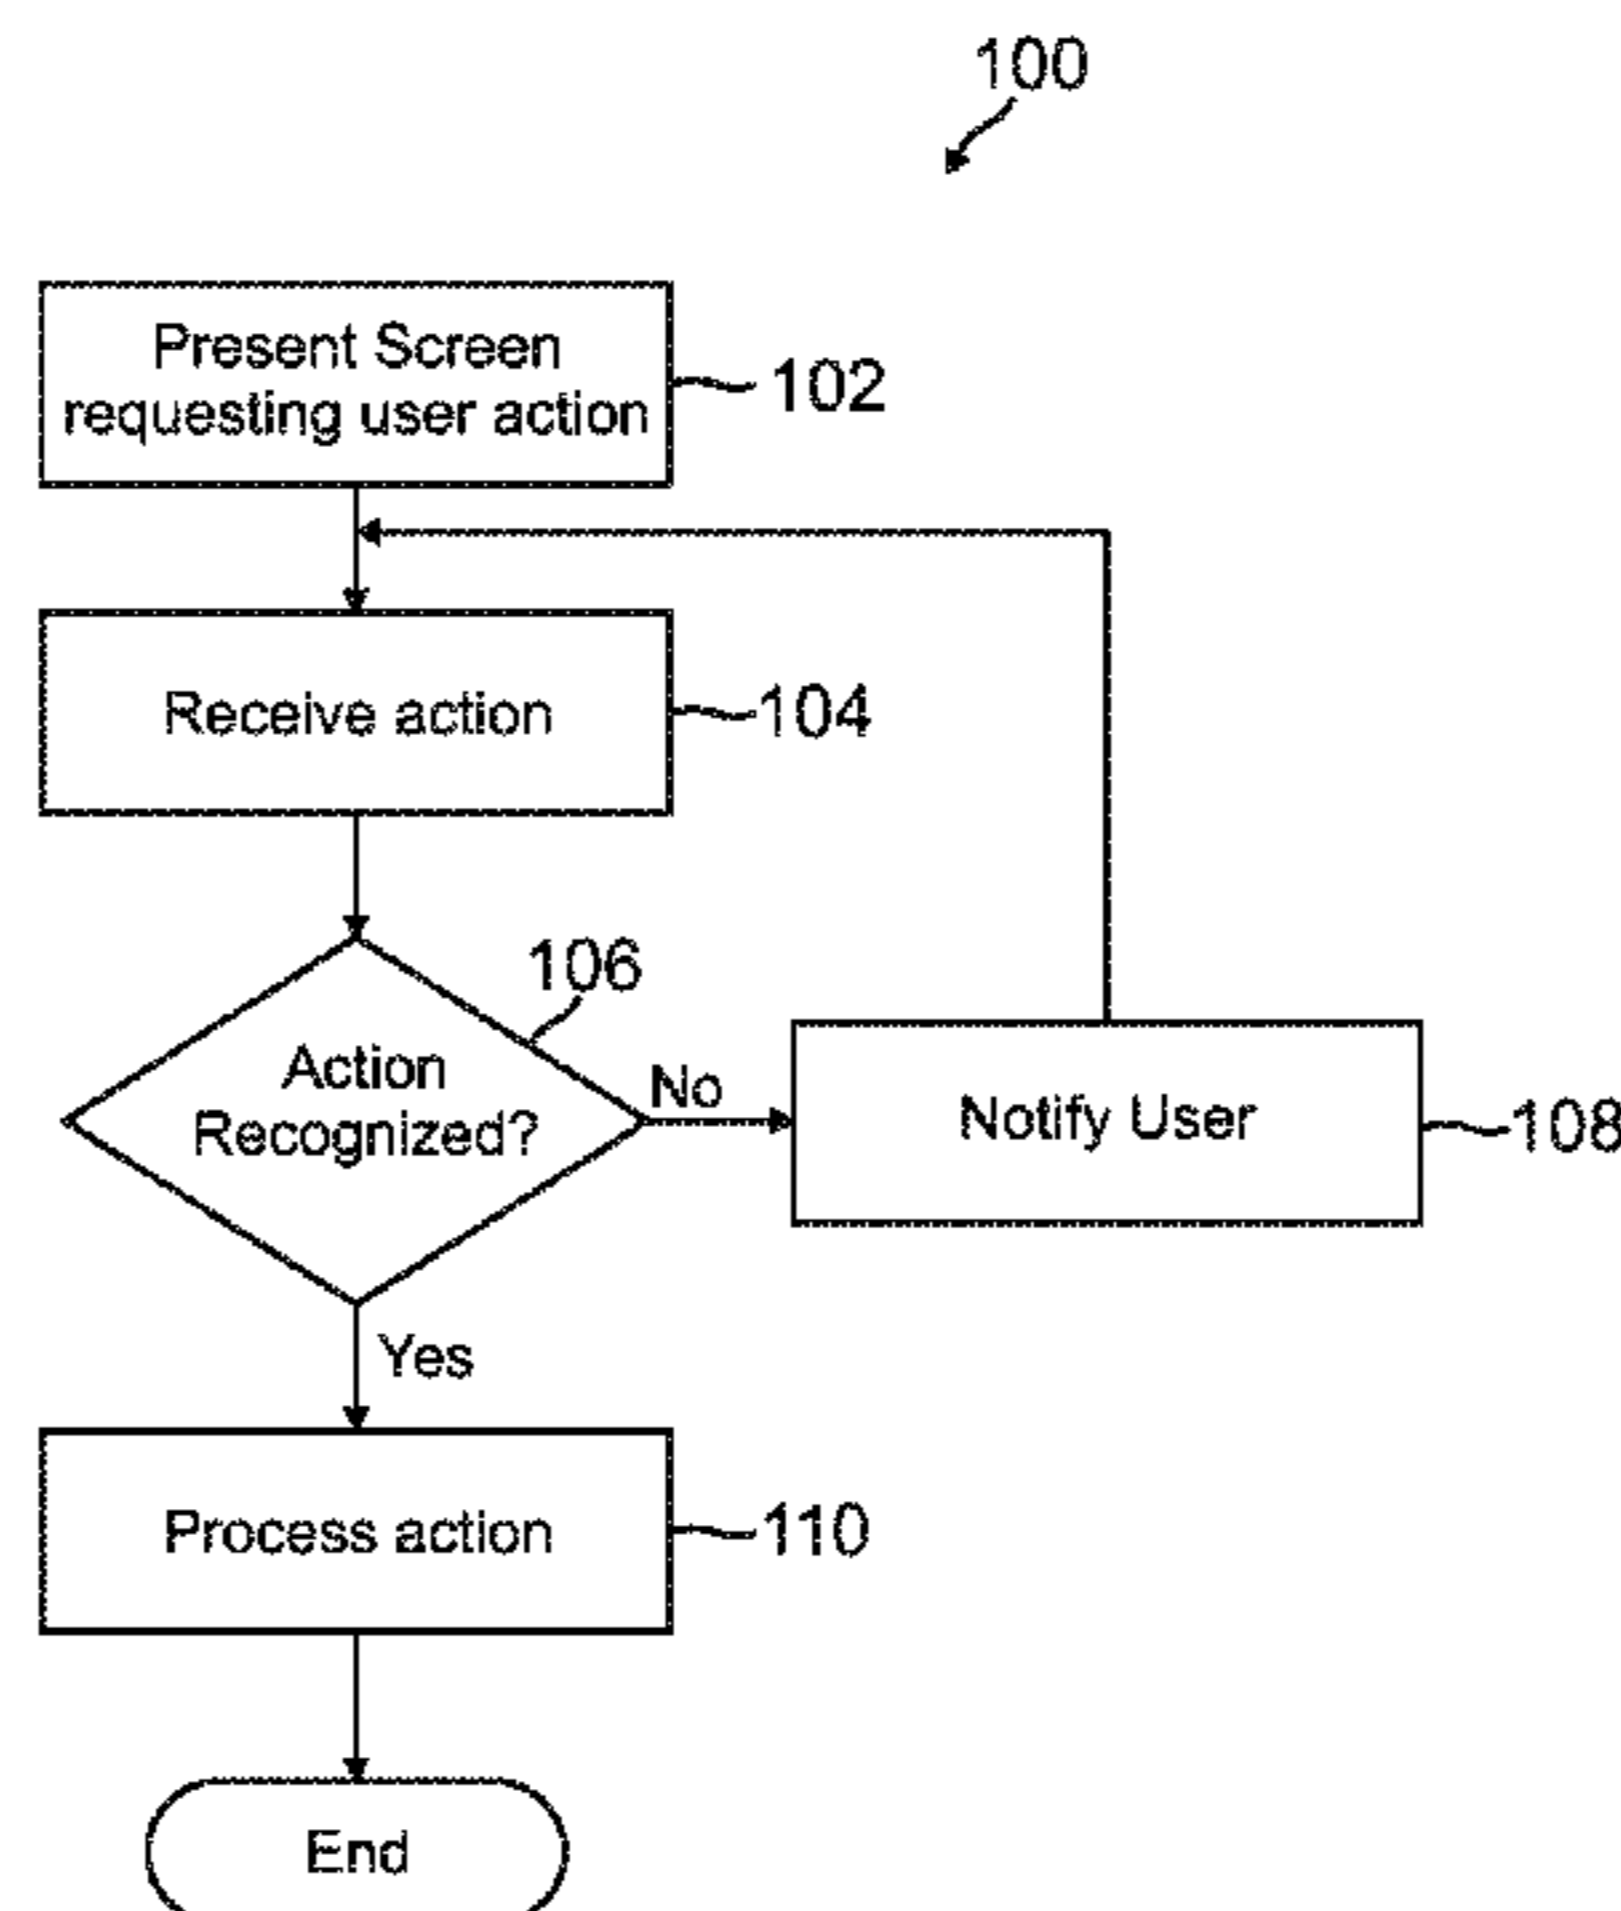 100
Present Screen
requesting user action
102
Receive action
104
106
Action
Recognized?
No
Notify User
108
Yes
Process action
110
End